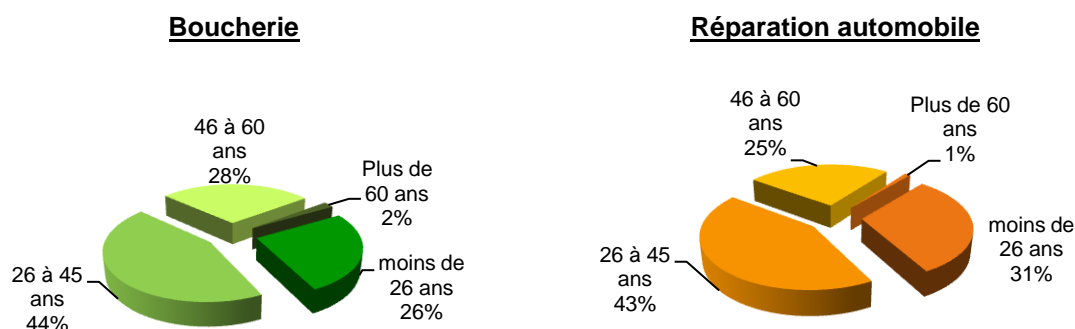 Boucherie
46 à 60
ans
28%
Plus de
60 ans
2%
26 à 45
ans
44%
moins de
26 ans
26%
Réparation automobile
46 à 60
ans
25%
Plus de 60
ans
1%
26 à 45
ans
43%
moins de
26 ans
31%